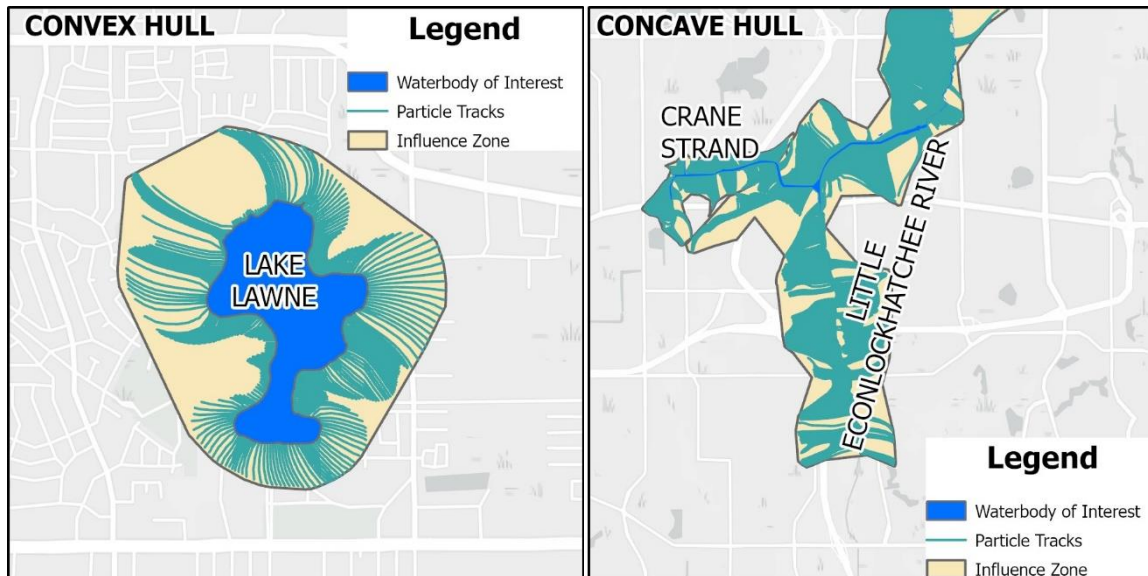 CONVEX HULL
Legend
Waterbody of Interest
Particle Tracks
Influence Zone
LAKE
LAWNE
CONCAVE HULL
CRANE
STRAND
LITTLE
ECONLOCKHATCHEE RIVER
Legend
Waterbody of Interest
Particle Tracks
Influence Zone